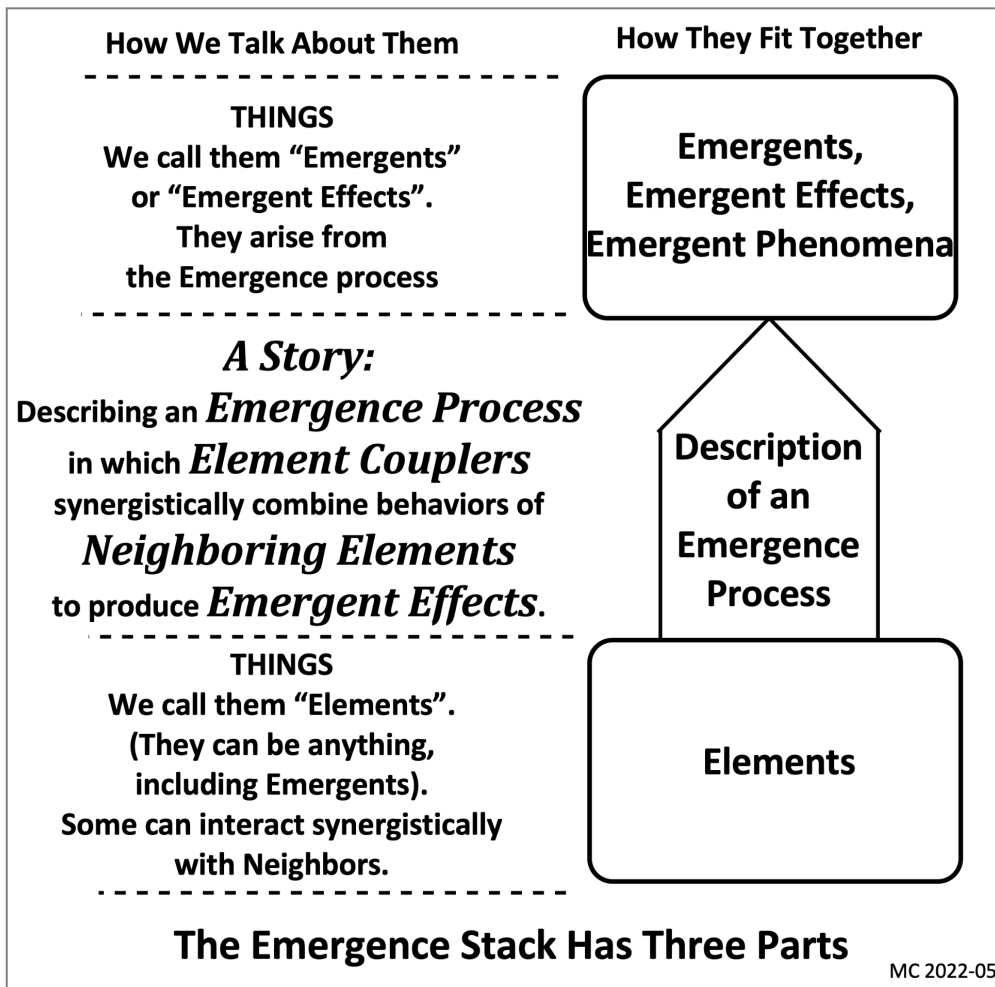 How We Talk About Them
How They Fit Together
THINGS
We call them “Emergents”
or “Emergent Effects”.
They arise from
the Emergence process
Emergents,
Emergent Effects,
Emergent Phenomena
A Story:
Describing an Emergence Process
in which Element Couplers
synergistically combine behaviors of
Neighboring Elements
to produce Emergent Effects.
Description
of an
Emergence
Process
THINGS
We call them “Elements”.
(They can be anything,
including Emergents).
Some can interact synergistically
with Neighbors.
Elements
The Emergence Stack Has Three Parts
MC 2022-05